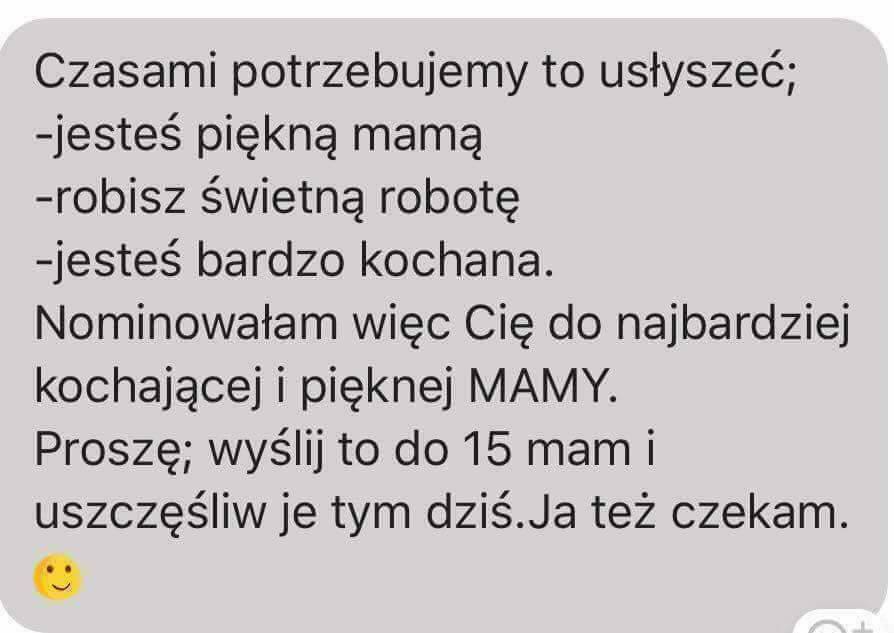 Czasami potrzebujemy to usłyszeć;
-jesteś piękną mamą
-robisz świetną robotę
-jesteś bardzo kochana.
Nominowałam więc Cię do najbardziej
kochającej i pięknej MAMY.
Proszę; wyślij to do 15 mam i
uszczęśliw je tym dziś.Ja też czekam.